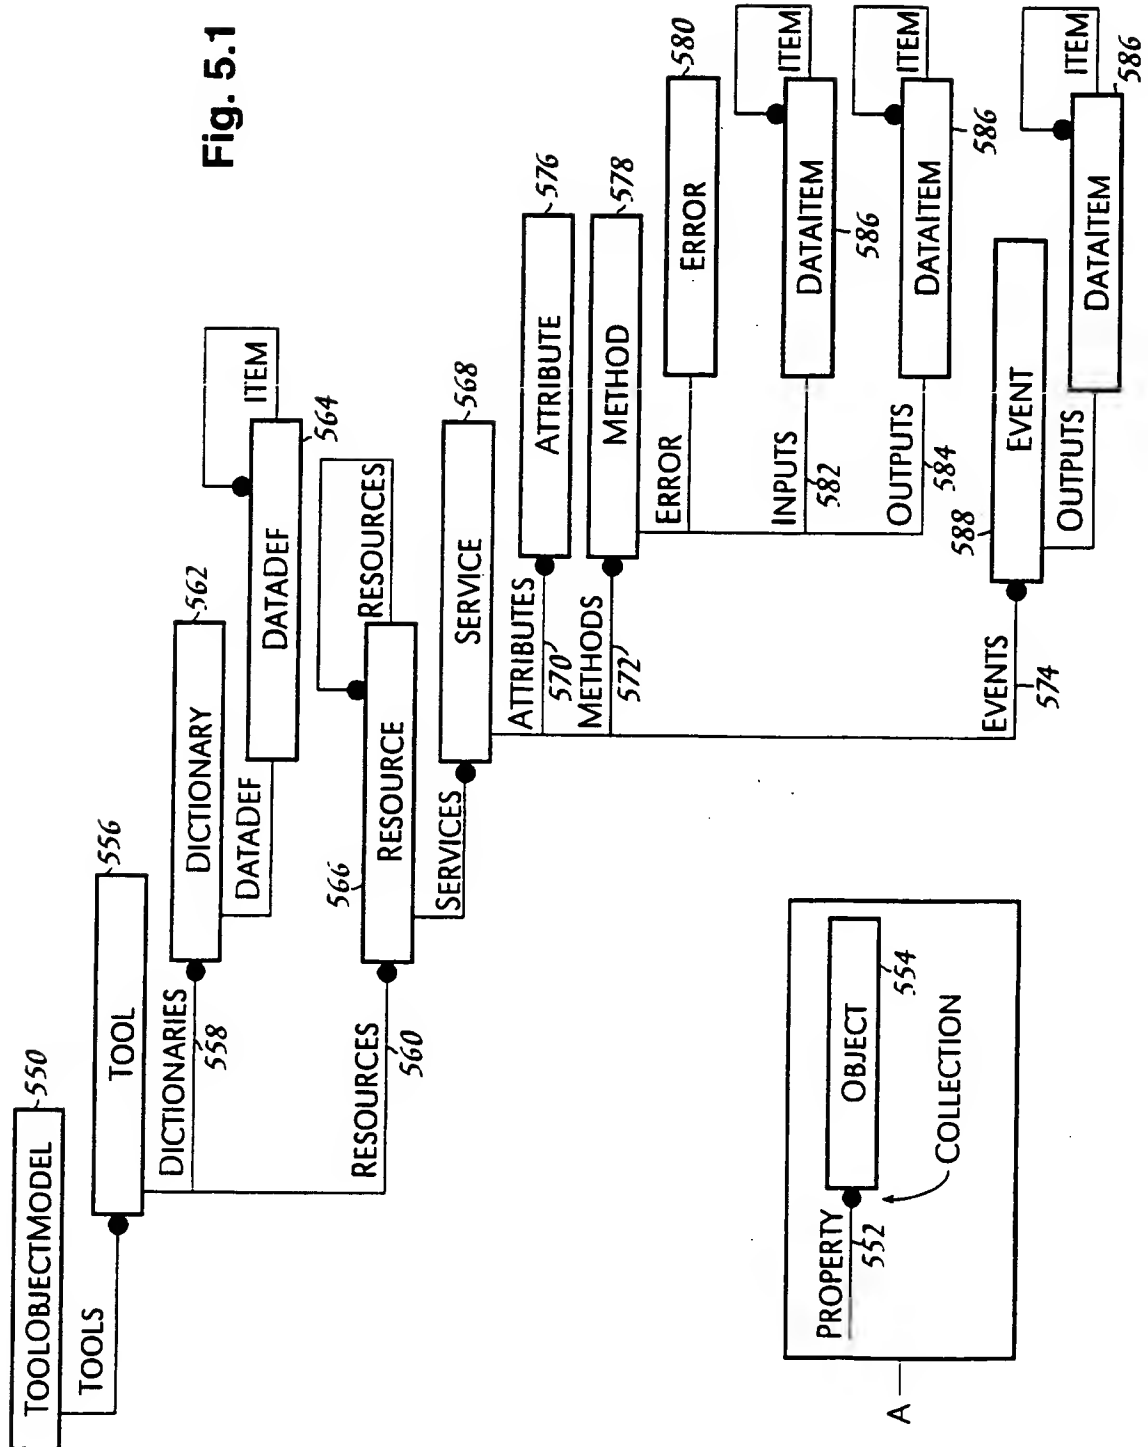 Fig. 5.1
TOOLOBJECTMODEL
550
TOOLS
TOOL
556
DICTIONARIES
558
DICTIONARY
562
DATADEF
DATADEF
564
ITEM
RESOURCES
560
RESOURCE
566
RESOURCES
SERVICES
SERVICE
568
ATTRIBUTES
570
ATTRIBUTE
576
METHODS
572
METHOD
578
ERROR
ERROR
580
INPUTS
582
DATAITEM
586
ITEM
OUTPUTS
584
DATAITEM
586
ITEM
EVENTS
574
EVENT
588
OUTPUTS
DATAITEM
586
ITEM
A
PROPERTY
552
OBJECT
554
COLLECTION